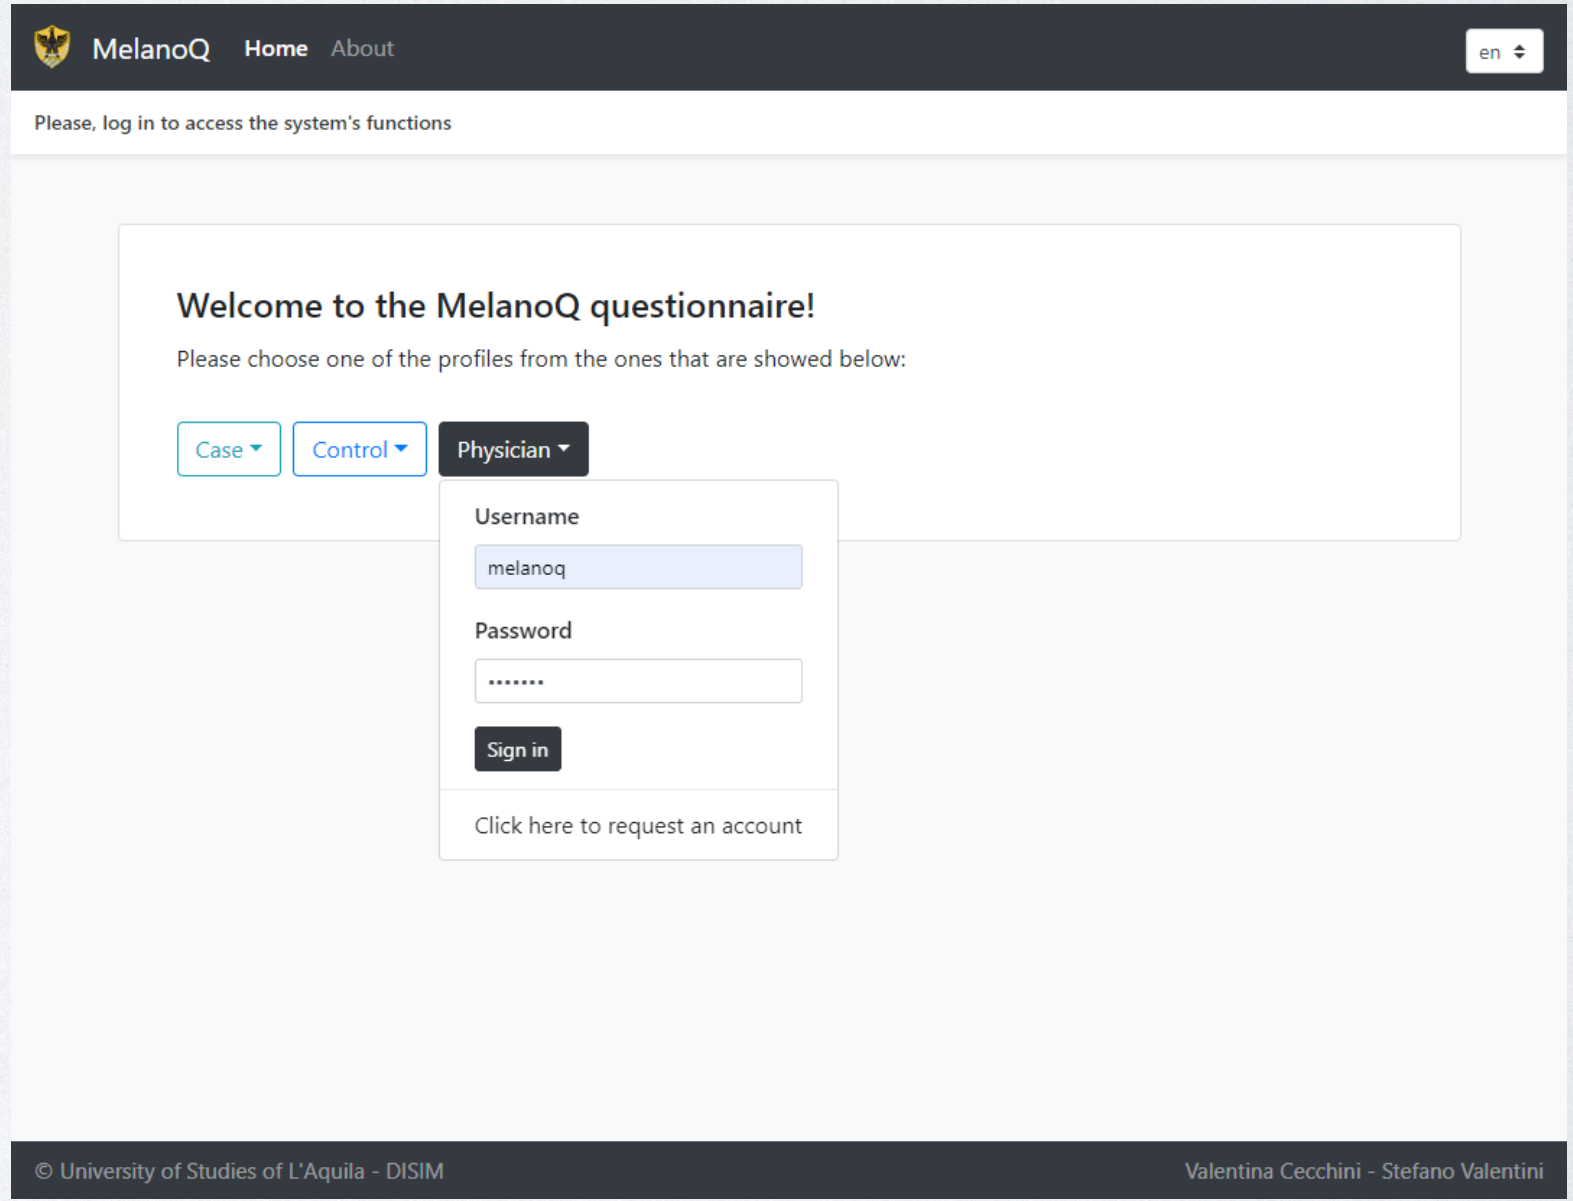 MelanoQ Home About en
Please, log in to access the system's functions
Welcome to the MelanoQ questionnaire!
Please choose one of the profiles from the ones that are showed below:
Case Control Physician
Username
melanoq
Password
•••••••
Sign in
Click here to request an account
© University of Studies of L'Aquila - DISIM Valentina Cecchini - Stefano Valentini